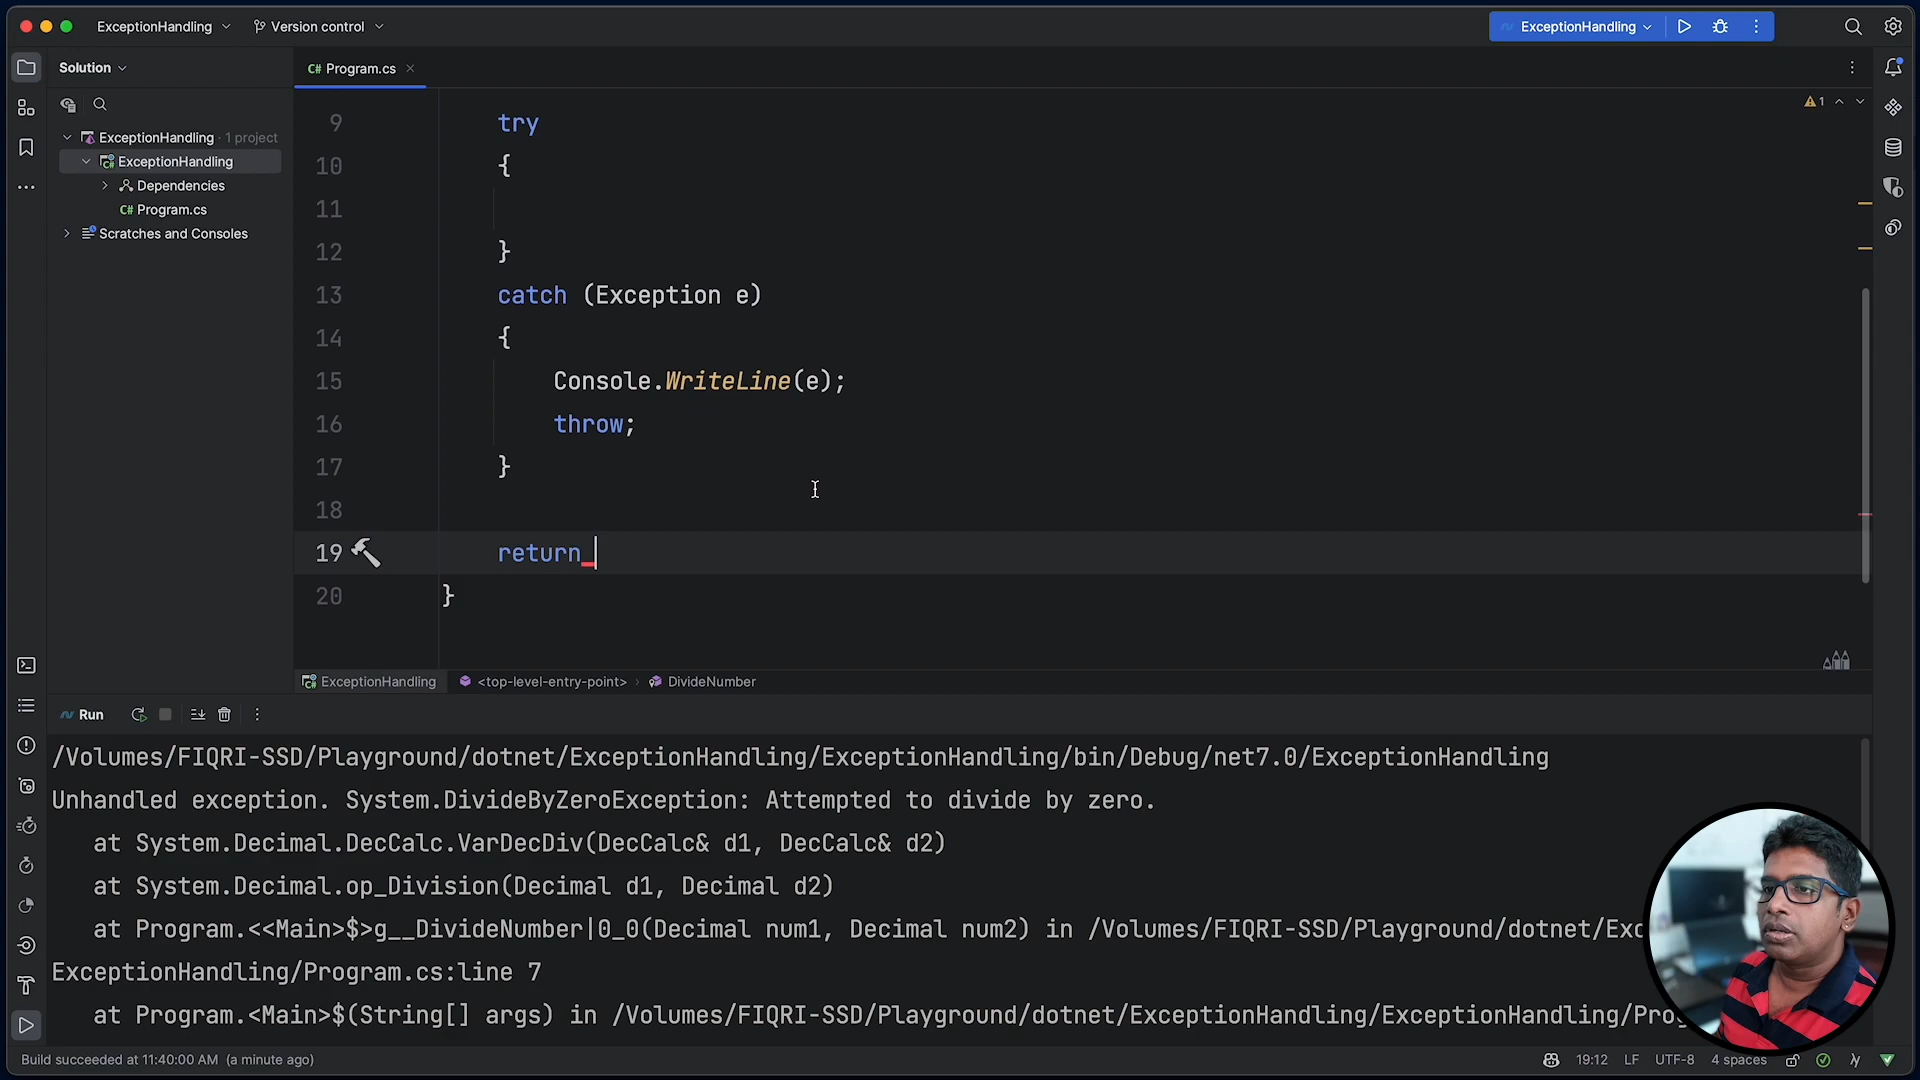 ExceptionHandling
Version control
ExceptionHandling
Solution
C# Program.cs
1
ExceptionHandling · 1 project
ExceptionHandling
Dependencies
C# Program.cs
Scratches and Consoles
9 try
10 {
11
12 }
13 catch (Exception e)
14 {
15 Console.WriteLine(e);
16 throw;
17 }
18
19 return
20 }
ExceptionHandling <top-level-entry-point> › DivideNumber
Run
/Volumes/FIQRI-SSD/Playground/dotnet/ExceptionHandling/ExceptionHandling/bin/Debug/net7.0/ExceptionHandling
Unhandled exception. System.DivideByZeroException: Attempted to divide by zero.
at System.Decimal.DecCalc.VarDecDiv(DecCalc& d1, DecCalc& d2)
at System.Decimal.op_Division(Decimal d1, Decimal d2)
at Program.<<Main>$>g__DivideNumber|0_0(Decimal num1, Decimal num2) in /Volumes/FIQRI-SSD/Playground/dotnet/Exc
ExceptionHandling/Program.cs:line 7
at Program.<Main>$(String[] args) in /Volumes/FIQRI-SSD/Playground/dotnet/ExceptionHandling/ExceptionHandling/Pro
Build succeeded at 11:40:00 AM (a minute ago)
19:12 LF UTF-8 4 spaces